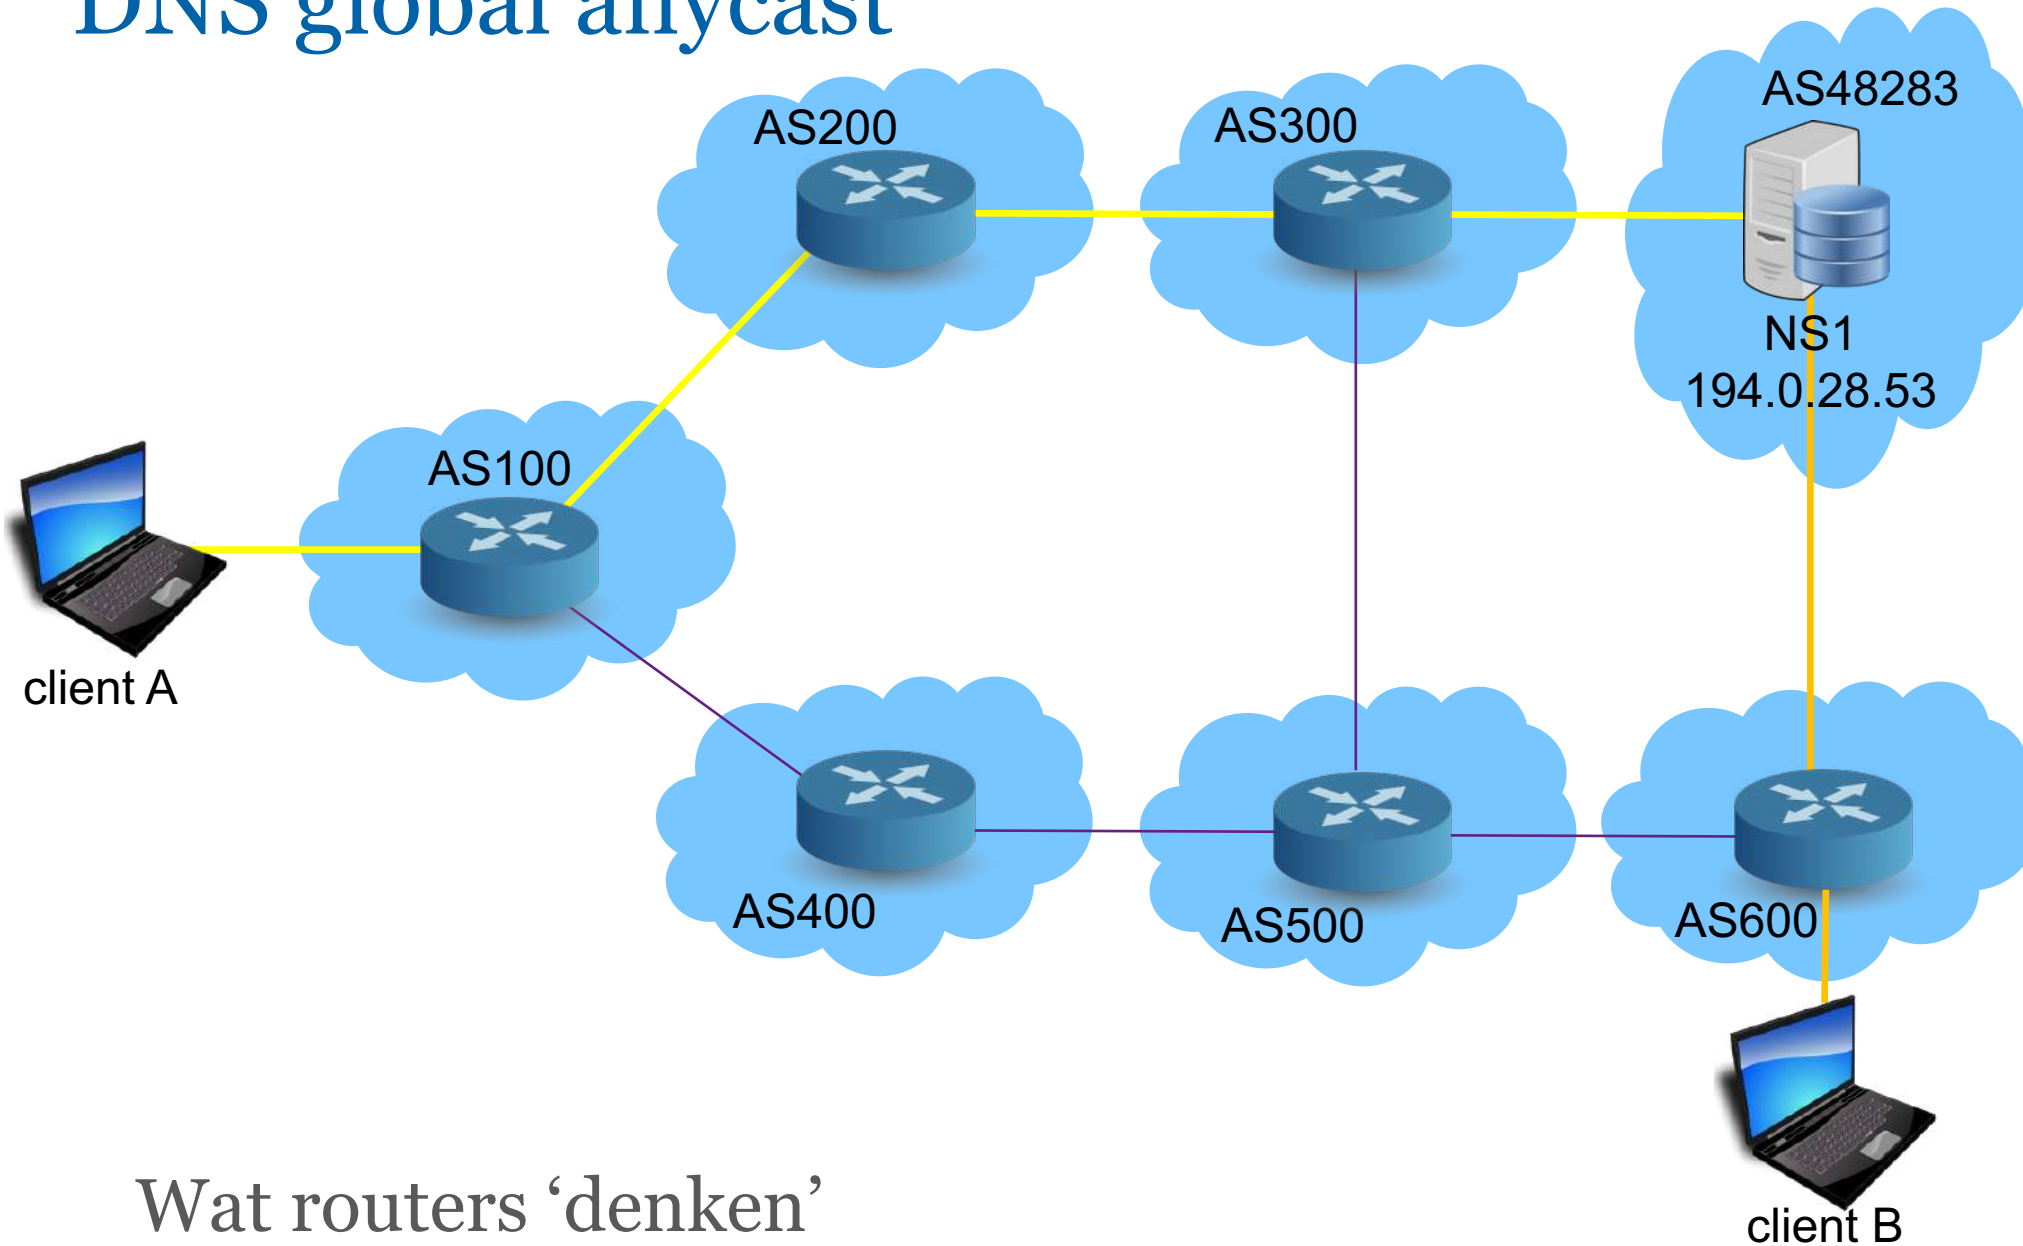 DNS global anycast
AS48283
AS200
AS300
NS1
194.0.28.53
AS100
client A
AS400
AS500
AS600
Wat routers ‘denken’
client B